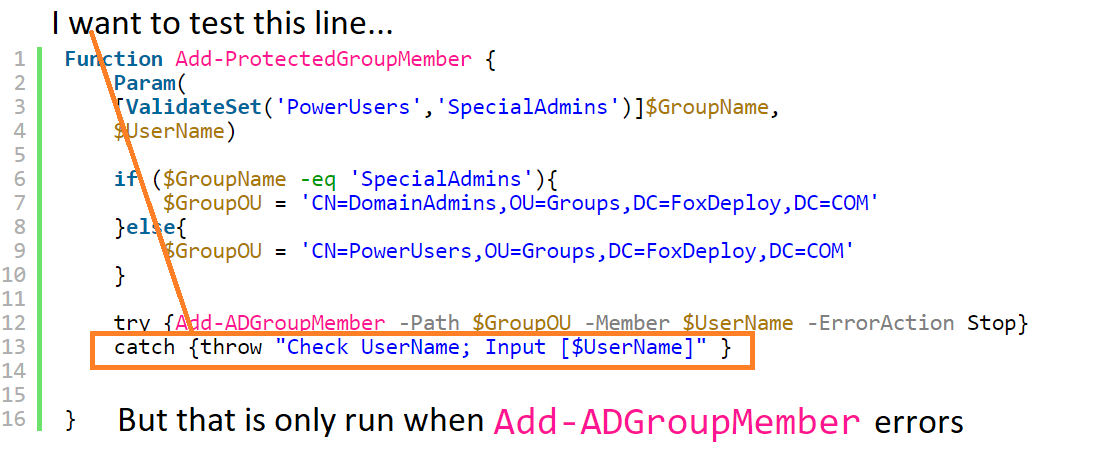 I want to test this line...
1 Function Add-ProtectedGroupMember {
2 Param(
3 [ValidateSet('PowerUsers','SpecialAdmins')]$GroupName,
4 $UserName)
5
6 if ($GroupName -eq 'SpecialAdmins'){
7 $GroupOU = 'CN=DomainAdmins,OU=Groups,DC=FoxDeploy,DC=COM'
8 }else{
9 $GroupOU = 'CN=PowerUsers,OU=Groups,DC=FoxDeploy,DC=COM'
10 }
11
12 try {Add-ADGroupMember -Path $GroupOU -Member $UserName -ErrorAction Stop}
13 catch {throw "Check UserName; Input [$UserName]" }
14
15
16 }
But that is only run when Add-ADGroupMember errors